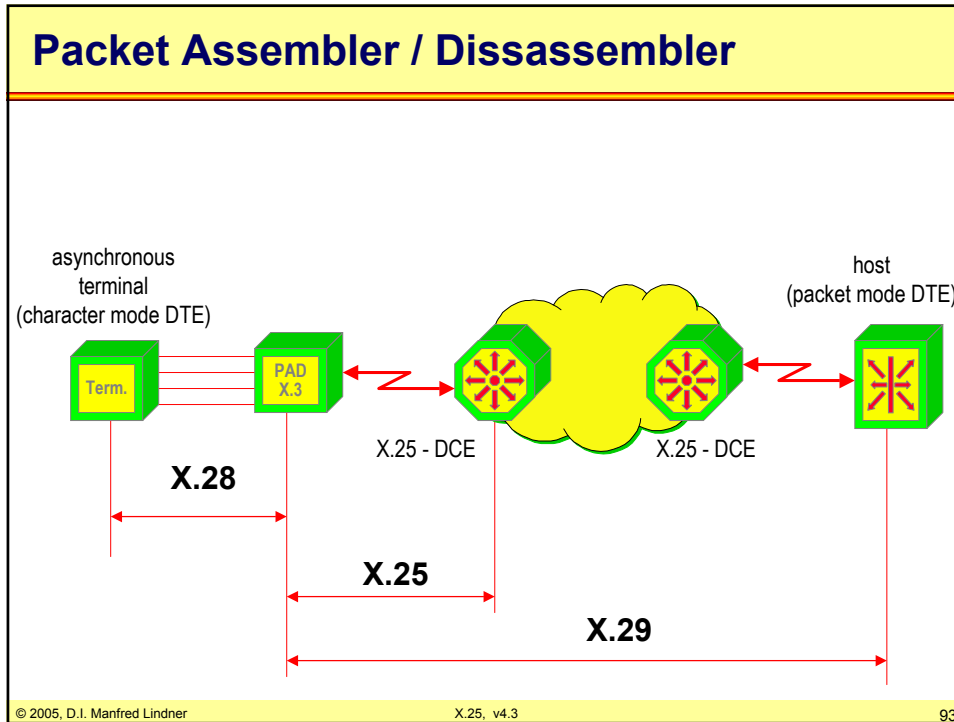 Packet Assembler / Dissassembler
asynchronous
terminal
(character mode DTE)
host
(packet mode DTE)
Term.
PAD
X.3
X.25 - DCE
X.25 - DCE
X.28
X.25
X.29
© 2005, D.I. Manfred Lindner
X.25, v4.3
93